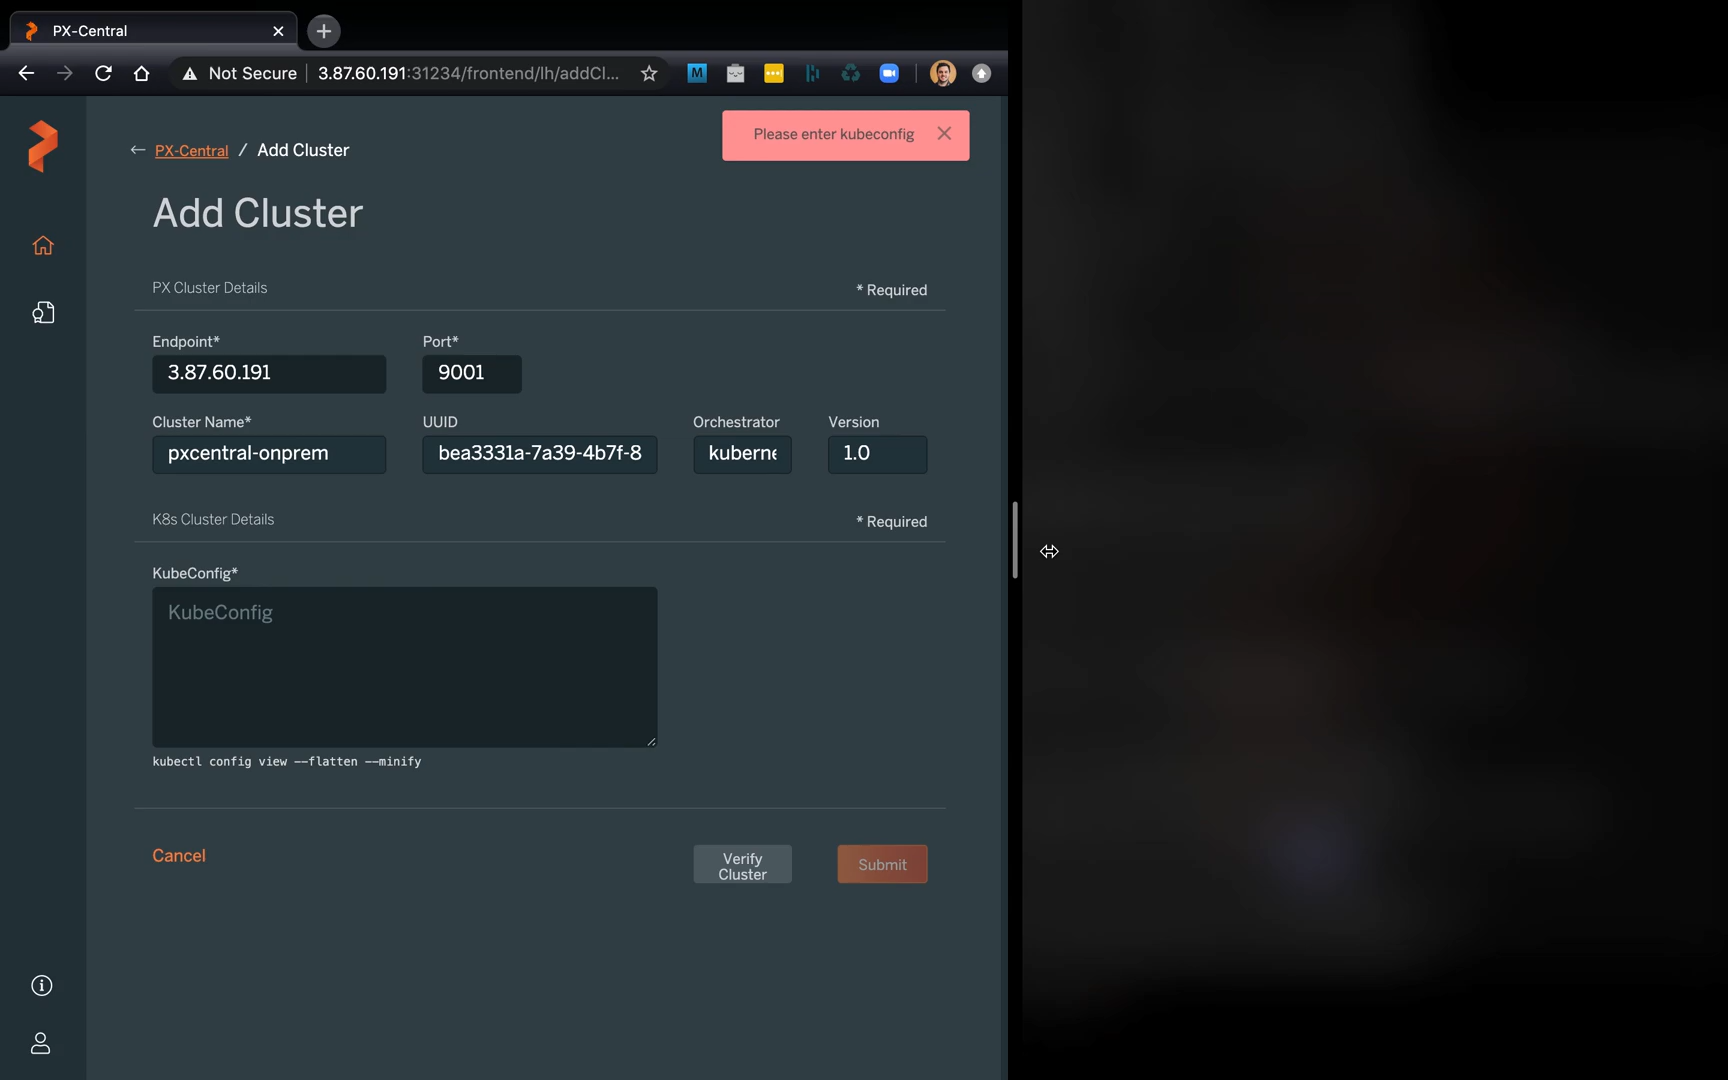 PX-Central
Not Secure
3.87.60.191:31234/frontend/lh/addCl...
M
Please enter kubeconfig
PX-Central / Add Cluster
Add Cluster
PX Cluster Details
* Required
Endpoint*
Port*
3.87.60.191
9001
Cluster Name*
UUID
Orchestrator
Version
pxcentral-onprem
bea3331a-7a39-4b7f-8
kuberne
1.0
K8s Cluster Details
* Required
KubeConfig*
KubeConfig
kubectl config view --flatten --minify
Cancel
Verify
Cluster
Submit